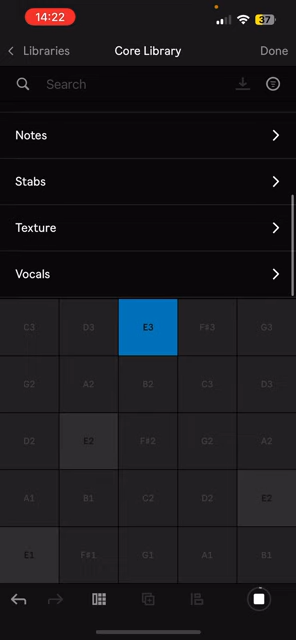 14:22
37
Libraries
Core Library
Done
Search
Notes
Stabs
Texture
Vocals
C3 D3 E3 F#3 G3
G2 A2 B2 C3 D3
D2 E2 F#2 G2 A2
A1 B1 C2 D2 E2
E1 F#1 G1 A1 B1